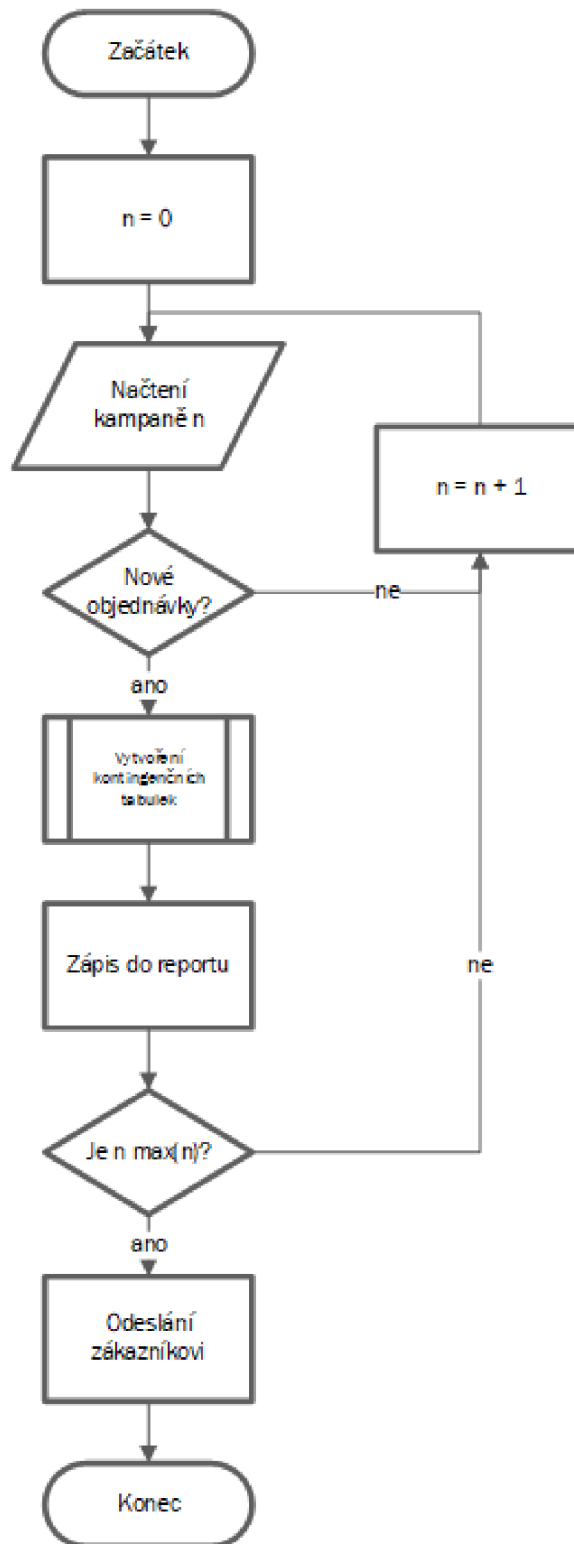 Začátek
n = 0
Načtení
kampaně n
n = n + 1
Nové
objednávky?
ne
ano
Vytvoření
kontingenčních
tabulek
Zápis do reportu
ne
Je n max(n)?
ano
Odeslání
zákazníkovi
Konec